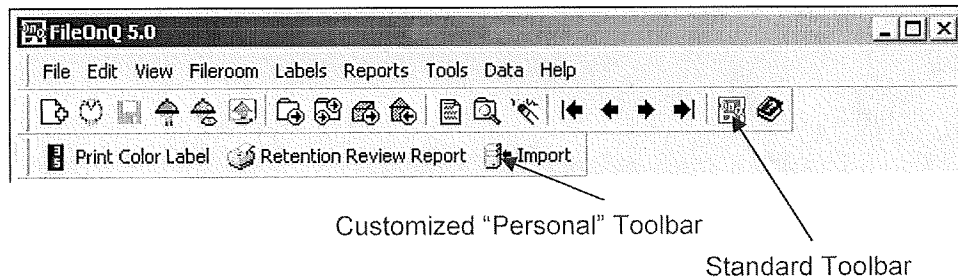 FileOnQ 5.0
File Edit View Fileroom Labels Reports Tools Data Help
Print Color Label Retention Review Report Import
Customized “Personal” Toolbar
Standard Toolbar